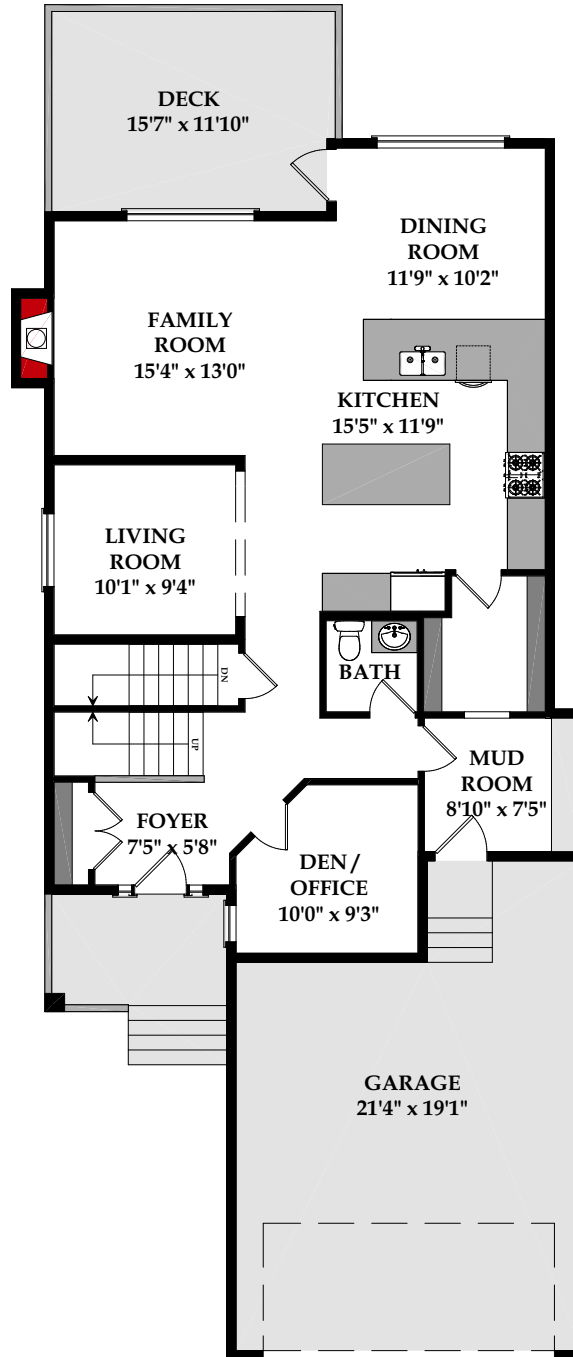 DECK
15'7" x 11'10"
DINING
ROOM
11'9" x 10'2"
FAMILY
ROOM
15'4" x 13'0"
KITCHEN
15'5" x 11'9"
LIVING
ROOM
10'1" x 9'4"
DN
BATH
UP
MUD
ROOM
8'10" x 7'5"
FOYER
7'5" x 5'8"
DEN /
OFFICE
10'0" x 9'3"
GARAGE
21'4" x 19'1"